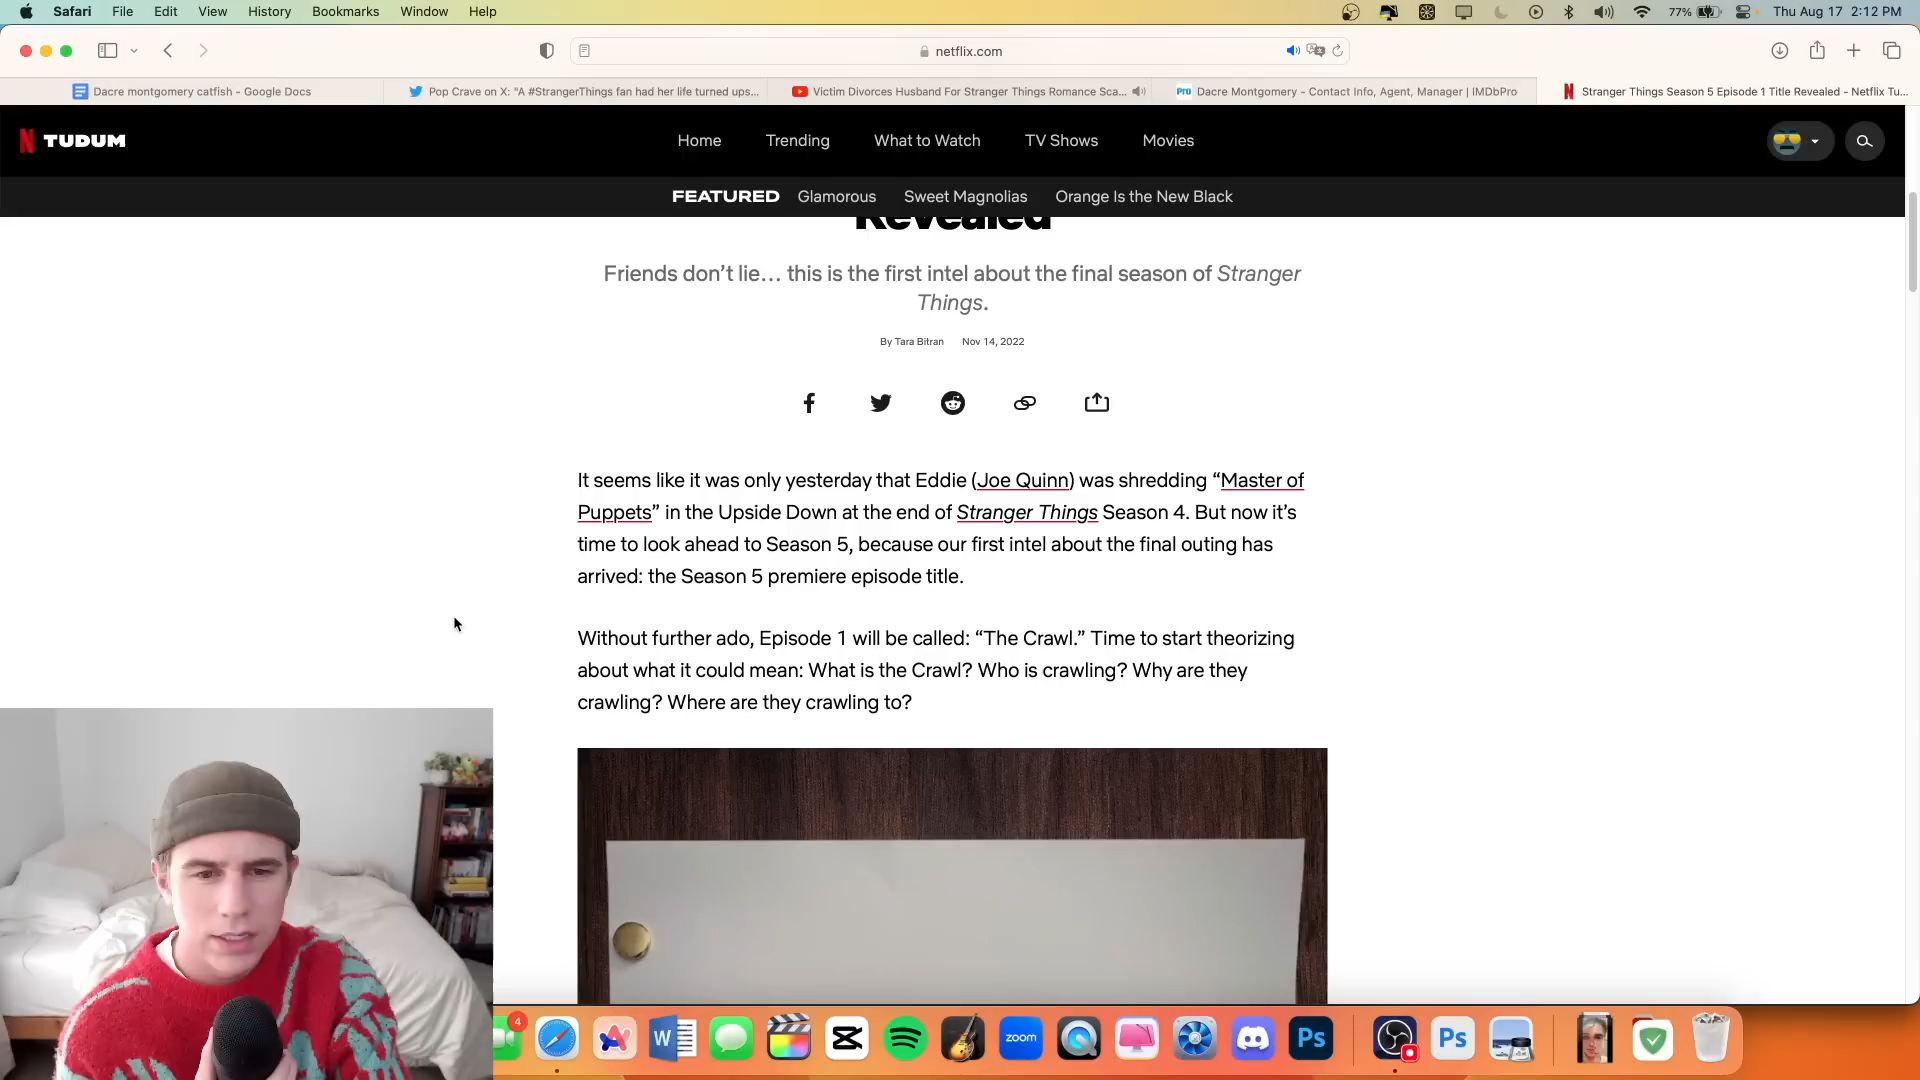 Safari File Edit View History Bookmarks Window Help 77% Thu Aug 17 2:12 PM
netflix.com
Dacre montgomery catfish - Google Docs
Pop Crave on X: "A #StrangerThings fan had her life turned ups...
Victim Divorces Husband For Stranger Things Romance Sca...
Pro Dacre Montgomery - Contact Info, Agent, Manager | IMDbPro
N Stranger Things Season 5 Episode 1 Title Revealed - Netflix Tu...
N TUDUM Home Trending What to Watch TV Shows Movies
FEATURED Glamorous Sweet Magnolias Orange Is the New Black
Revealed
Friends don’t lie… this is the first intel about the final season of Stranger
Things.
By Tara Bitran Nov 14, 2022
It seems like it was only yesterday that Eddie (Joe Quinn) was shredding “Master of
Puppets” in the Upside Down at the end of Stranger Things Season 4. But now it’s
time to look ahead to Season 5, because our first intel about the final outing has
arrived: the Season 5 premiere episode title.
Without further ado, Episode 1 will be called: “The Crawl.” Time to start theorizing
about what it could mean: What is the Crawl? Who is crawling? Why are they
crawling? Where are they crawling to?
4 W zoom Ps Ps